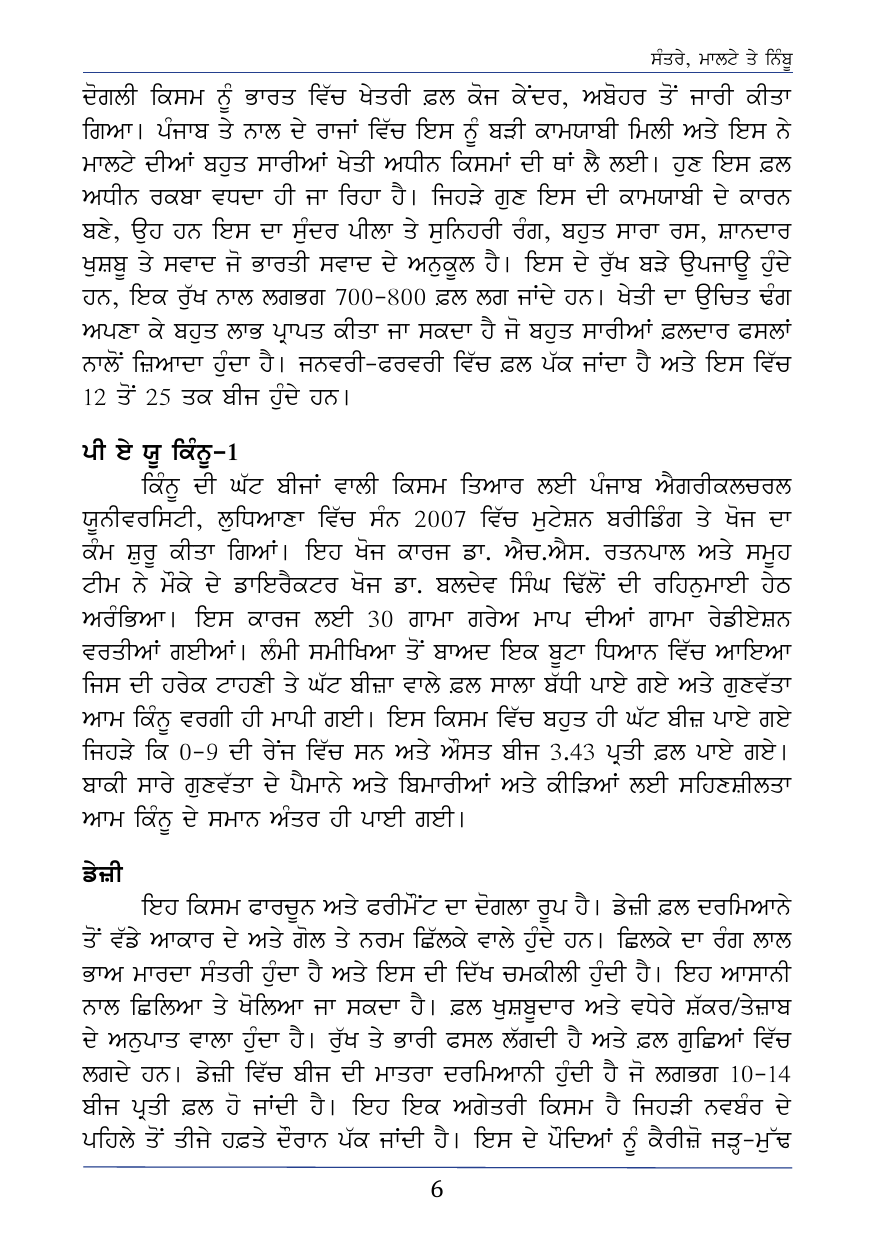 ਸੰਤਰੇ, ਮਾਲਟੇ ਤੇ ਨਿੰਬੂ
ਦੋਗਲੀ ਕਿਸਮ ਨੂੰ ਭਾਰਤ ਵਿੱਚ ਖੇਤਰੀ ਫ਼ਲ ਕੋਜ ਕੇਂਦਰ, ਅਬੋਹਰ ਤੋਂ ਜਾਰੀ ਕੀਤਾ
ਗਿਆ। ਪੰਜਾਬ ਤੇ ਨਾਲ ਦੇ ਰਾਜਾਂ ਵਿੱਚ ਇਸ ਨੂੰ ਬੜੀ ਕਾਮਯਾਬੀ ਮਿਲੀ ਅਤੇ ਇਸ ਨੇ
ਮਾਲਟੇ ਦੀਆਂ ਬਹੁਤ ਸਾਰੀਆਂ ਖੇਤੀ ਅਧੀਨ ਕਿਸਮਾਂ ਦੀ ਥਾਂ ਲੈ ਲਈ। ਹੁਣ ਇਸ ਫ਼ਲ
ਅਧੀਨ ਰਕਬਾ ਵਧਦਾ ਹੀ ਜਾ ਰਿਹਾ ਹੈ। ਜਿਹੜੇ ਗੁਣ ਇਸ ਦੀ ਕਾਮਯਾਬੀ ਦੇ ਕਾਰਨ
ਬਣੇ, ਉਹ ਹਨ ਇਸ ਦਾ ਸੁੰਦਰ ਪੀਲਾ ਤੇ ਸੁਨਿਹਰੀ ਰੰਗ, ਬਹੁਤ ਸਾਰਾ ਰਸ, ਸ਼ਾਨਦਾਰ
ਖੁਸ਼ਬੂ ਤੇ ਸਵਾਦ ਜੋ ਭਾਰਤੀ ਸਵਾਦ ਦੇ ਅਨੁਕੂਲ ਹੈ। ਇਸ ਦੇ ਰੁੱਖ ਬੜੇ ਉਪਜਾਊ ਹੁੰਦੇ
ਹਨ, ਇਕ ਰੁੱਖ ਨਾਲ ਲਗਭਗ 700-800 ਫ਼ਲ ਲਗ ਜਾਂਦੇ ਹਨ। ਖੇਤੀ ਦਾ ਉਚਿਤ ਢੰਗ
ਅਪਣਾ ਕੇ ਬਹੁਤ ਲਾਭ ਪ੍ਰਾਪਤ ਕੀਤਾ ਜਾ ਸਕਦਾ ਹੈ ਜੋ ਬਹੁਤ ਸਾਰੀਆਂ ਫ਼ਲਦਾਰ ਫਸਲਾਂ
ਨਾਲੋਂ ਜ਼ਿਆਦਾ ਹੁੰਦਾ ਹੈ। ਜਨਵਰੀ-ਫਰਵਰੀ ਵਿੱਚ ਫ਼ਲ ਪੱਕ ਜਾਂਦਾ ਹੈ ਅਤੇ ਇਸ ਵਿੱਚ
12 ਤੋਂ 25 ਤਕ ਬੀਜ ਹੁੰਦੇ ਹਨ।
ਪੀ ਏ ਯੂ ਕਿੰਨੂ-1
ਕਿੰਨੂ ਦੀ ਘੱਟ ਬੀਜਾਂ ਵਾਲੀ ਕਿਸਮ ਤਿਆਰ ਲਈ ਪੰਜਾਬ ਐਗਰੀਕਲਚਰਲ
ਯੂਨੀਵਰਸਿਟੀ, ਲੁਧਿਆਣਾ ਵਿੱਚ ਸੰਨ 2007 ਵਿੱਚ ਮੁਟੇਸ਼ਨ ਬਰੀਡਿੰਗ ਤੇ ਖੋਜ ਦਾ
ਕੰਮ ਸ਼ੁਰੂ ਕੀਤਾ ਗਿਆਂ। ਇਹ ਖੋਜ ਕਾਰਜ ਡਾ. ਐਚ.ਐਸ. ਰਤਨਪਾਲ ਅਤੇ ਸਮੂਹ
ਟੀਮ ਨੇ ਮੌਕੇ ਦੇ ਡਾਇਰੈਕਟਰ ਖੋਜ ਡਾ. ਬਲਦੇਵ ਸਿੰਘ ਢਿੱਲੋਂ ਦੀ ਰਹਿਨੁਮਾਈ ਹੇਠ
ਅਰੰਭਿਆ। ਇਸ ਕਾਰਜ ਲਈ 30 ਗਾਮਾ ਗਰੇਅ ਮਾਪ ਦੀਆਂ ਗਾਮਾ ਰੇਡੀਏਸ਼ਨ
ਵਰਤੀਆਂ ਗਈਆਂ। ਲੰਮੀ ਸਮੀਖਿਆ ਤੋਂ ਬਾਅਦ ਇਕ ਬੂਟਾ ਧਿਆਨ ਵਿੱਚ ਆਇਆ
ਜਿਸ ਦੀ ਹਰੇਕ ਟਾਹਣੀ ਤੇ ਘੱਟ ਬੀਜ਼ਾ ਵਾਲੇ ਫ਼ਲ ਸਾਲਾ ਬੱਧੀ ਪਾਏ ਗਏ ਅਤੇ ਗੁਣਵੱਤਾ
ਆਮ ਕਿੰਨੂ ਵਰਗੀ ਹੀ ਮਾਪੀ ਗਈ। ਇਸ ਕਿਸਮ ਵਿੱਚ ਬਹੁਤ ਹੀ ਘੱਟ ਬੀਜ਼ ਪਾਏ ਗਏ
ਜਿਹੜੇ ਕਿ 0-9 ਦੀ ਰੇਂਜ ਵਿੱਚ ਸਨ ਅਤੇ ਔਸਤ ਬੀਜ 3.43 ਪ੍ਰਤੀ ਫ਼ਲ ਪਾਏ ਗਏ।
ਬਾਕੀ ਸਾਰੇ ਗੁਣਵੱਤਾ ਦੇ ਪੈਮਾਨੇ ਅਤੇ ਬਿਮਾਰੀਆਂ ਅਤੇ ਕੀੜਿਆਂ ਲਈ ਸਹਿਣਸ਼ੀਲਤਾ
ਆਮ ਕਿੰਨੂ ਦੇ ਸਮਾਨ ਅੰਤਰ ਹੀ ਪਾਈ ਗਈ।
ਡੇਜ਼ੀ
ਇਹ ਕਿਸਮ ਫਾਰਚੂਨ ਅਤੇ ਫਰੀਮੌਂਟ ਦਾ ਦੋਗਲਾ ਰੂਪ ਹੈ। ਡੇਜ਼ੀ ਫ਼ਲ ਦਰਮਿਆਨੇ
ਤੋਂ ਵੱਡੇ ਆਕਾਰ ਦੇ ਅਤੇ ਗੋਲ ਤੇ ਨਰਮ ਛਿੱਲਕੇ ਵਾਲੇ ਹੁੰਦੇ ਹਨ। ਛਿਲਕੇ ਦਾ ਰੰਗ ਲਾਲ
ਭਾਅ ਮਾਰਦਾ ਸੰਤਰੀ ਹੁੰਦਾ ਹੈ ਅਤੇ ਇਸ ਦੀ ਦਿੱਖ ਚਮਕੀਲੀ ਹੁੰਦੀ ਹੈ। ਇਹ ਆਸਾਨੀ
ਨਾਲ ਛਿਲਿਆ ਤੇ ਖੋਲਿਆ ਜਾ ਸਕਦਾ ਹੈ। ਫ਼ਲ ਖੁਸ਼ਬੂਦਾਰ ਅਤੇ ਵਧੇਰੇ ਸ਼ੱਕਰ/ਤੇਜ਼ਾਬ
ਦੇ ਅਨੁਪਾਤ ਵਾਲਾ ਹੁੰਦਾ ਹੈ। ਰੁੱਖ ਤੇ ਭਾਰੀ ਫਸਲ ਲੱਗਦੀ ਹੈ ਅਤੇ ਫ਼ਲ ਗੁਛਿਆਂ ਵਿੱਚ
ਲਗਦੇ ਹਨ। ਡੇਜ਼ੀ ਵਿੱਚ ਬੀਜ ਦੀ ਮਾਤਰਾ ਦਰਮਿਆਨੀ ਹੁੰਦੀ ਹੈ ਜੋ ਲਗਭਗ 10-14
ਬੀਜ ਪ੍ਰਤੀ ਫ਼ਲ ਹੋ ਜਾਂਦੀ ਹੈ। ਇਹ ਇਕ ਅਗੇਤਰੀ ਕਿਸਮ ਹੈ ਜਿਹੜੀ ਨਵਬੰਰ ਦੇ
ਪਹਿਲੇ ਤੋਂ ਤੀਜੇ ਹਫ਼ਤੇ ਦੌਰਾਨ ਪੱਕ ਜਾਂਦੀ ਹੈ। ਇਸ ਦੇ ਪੌਦਿਆਂ ਨੂੰ ਕੈਰੀਜ਼ੋ ਜੜ੍ਹ-ਮੁੱਢ
6